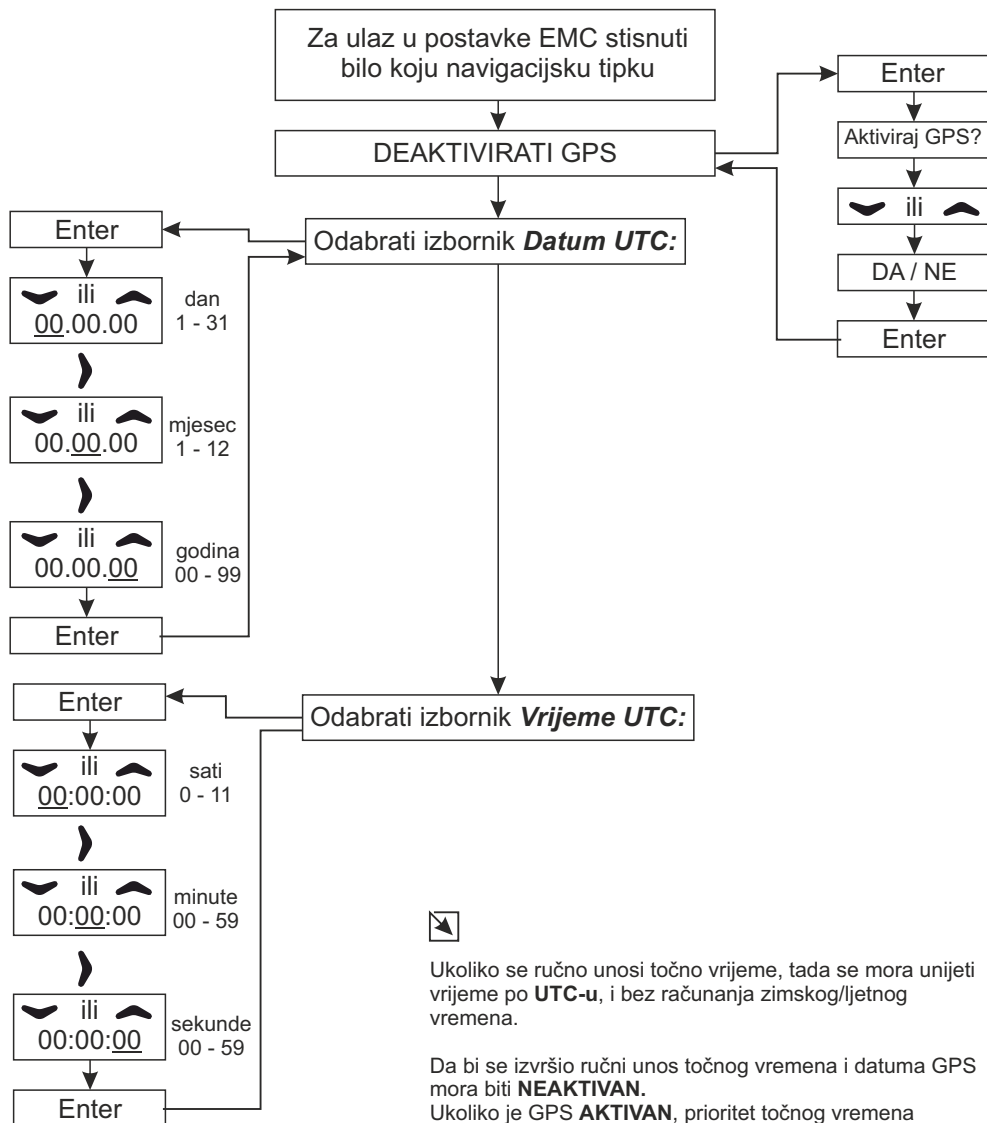 Za ulaz u postavke EMC stisnuti
bilo koju navigacijsku tipku
DEAKTIVIRATI GPS
Enter
Aktiviraj GPS?
ili
DA / NE
Enter
Odabrati izbornik Datum UTC:
Enter
ili
00.00.00
dan
1 - 31
ili
00.00.00
mjesec
1 - 12
ili
00.00.00
godina
00 - 99
Enter
Odabrati izbornik Vrijeme UTC:
Enter
ili
00:00:00
sati
0 - 11
ili
00:00:00
minute
00 - 59
ili
00:00:00
sekunde
00 - 59
Enter
Ukoliko se ručno unosi točno vrijeme, tada se mora unijeti
vrijeme po UTC-u, i bez računanja zimskog/ljetnog
vremena.
Da bi se izvršio ručni unos točnog vremena i datuma GPS
mora biti NEAKTIVAN.
Ukoliko je GPS AKTIVAN, prioritet točnog vremena